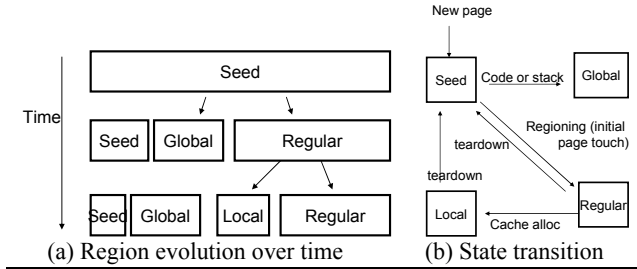 Seed
Time
Seed
Global
Regular
Seed
Global
Local
Regular
(a) Region evolution over time
New page
Seed
Code or stack
Global
Regioning (initial
page touch)
teardown
teardown
Local
Cache alloc
Regular
(b) State transition